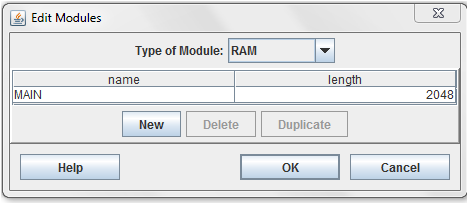 Edit Modules
Type of Module: RAM
name length
MAIN 2048
New Delete Duplicate
Help OK Cancel